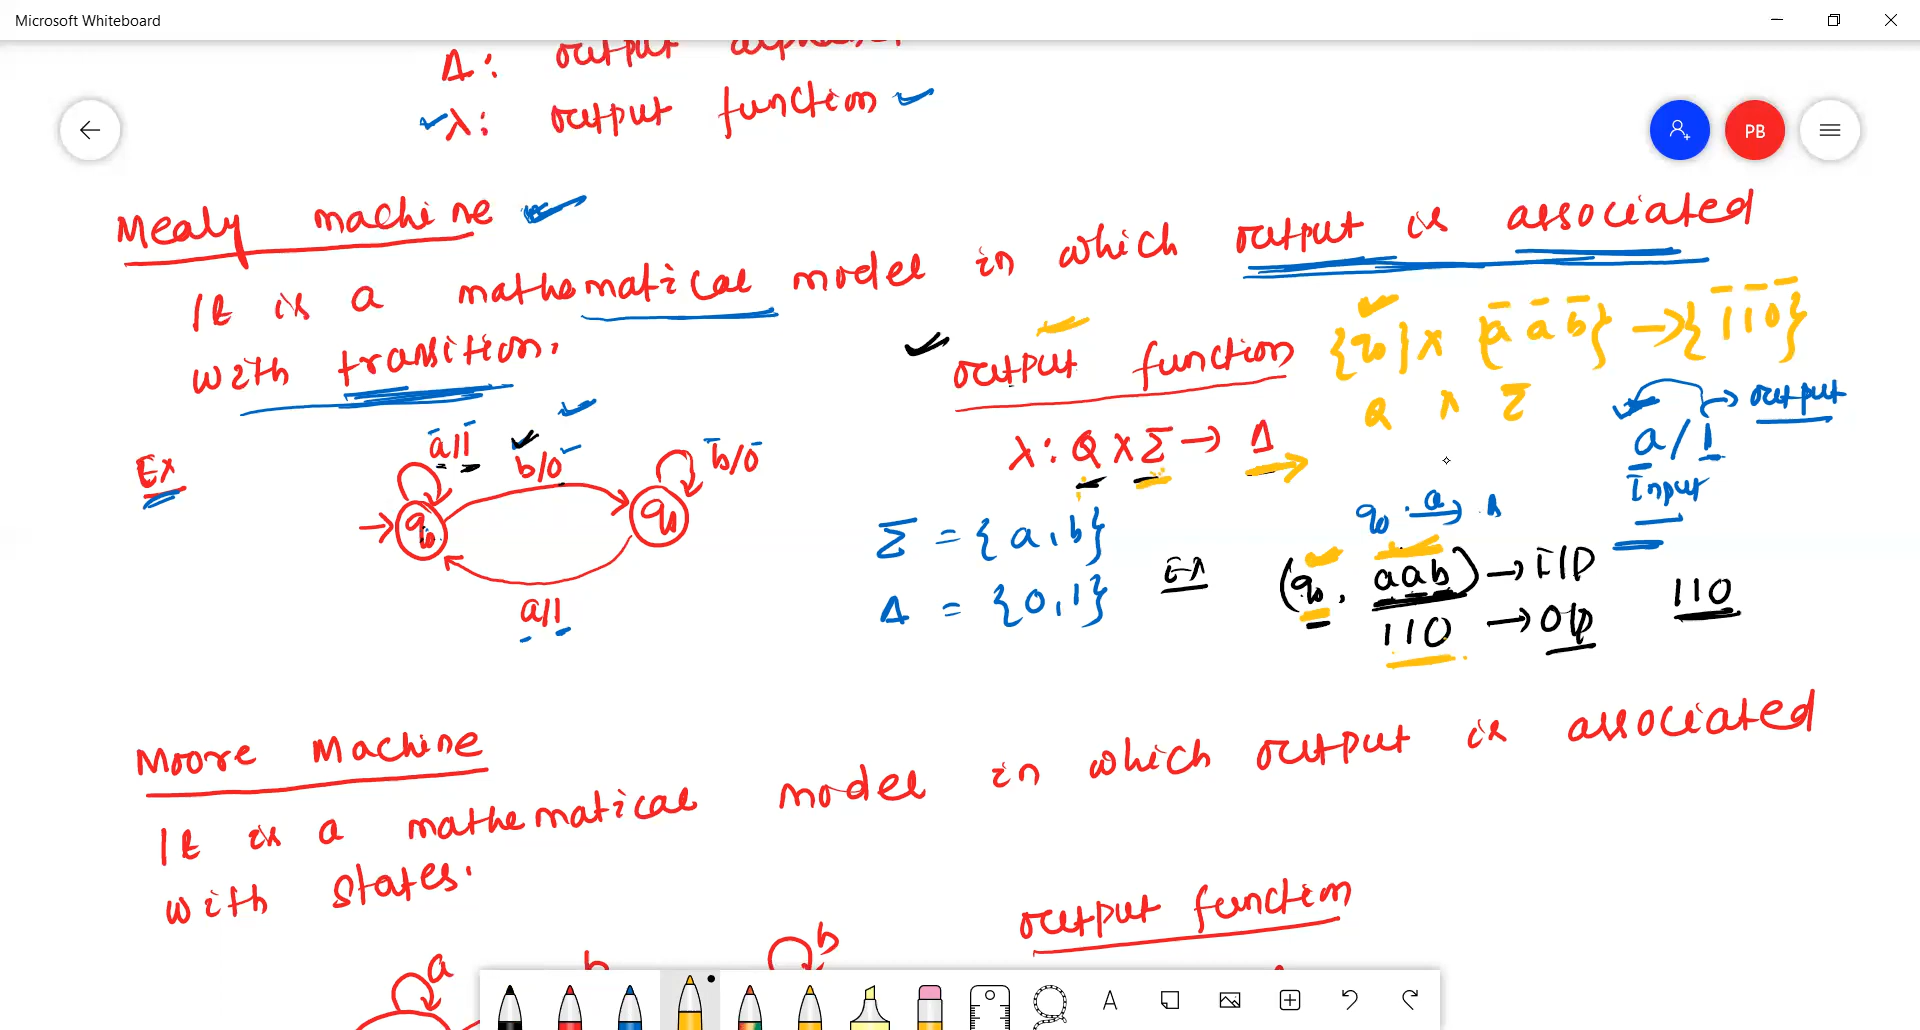 Microsoft Whiteboard
Δ: output alphabet
λ: output function
PB
Mealy machine
It is a mathematical model in which output is associated
with transition.
output function
{q0} X {a a b} → {1 1 0}
Q X Σ
λ: Q X Σ → Δ
a/1 → output
Input
Ex
a/1
b/0
b/0
q0
q1
a/1
Σ = {a, b}
Δ = {0, 1}
q0 a → 1
Ex
(q0, aab) → I/P
110 → O/P
110
Moore Machine
It is a mathematical model in which output is associated
with states.
output function
a
b
b
A